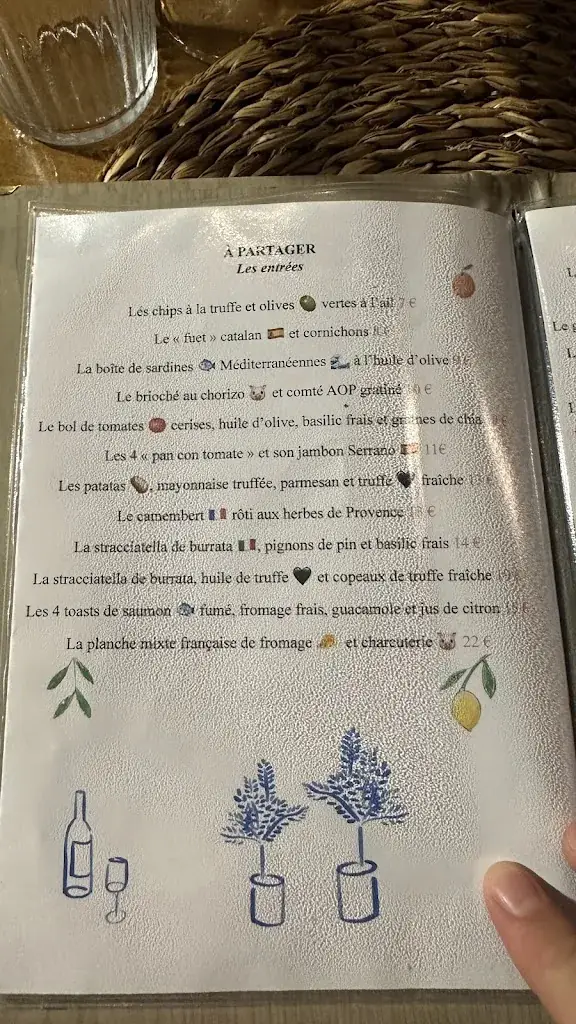 À PARTAGER
Les entrées
Les chips à la truffe et olives 🫒 vertes à l'ail 7 €
Le « fuet » catalan 🇪🇸 et cornichons €
La boîte de sardines 🐟 Méditerranéennes 🌊 à l'huile d'olive 9 €
Le brioché au chorizo 🐷 et comté AOP gratiné €
Le bol de tomates 🍅 cerises, huile d'olive, basilic frais et graines de chia €
Les 4 « pan con tomate » et son jambon Serrano 🇪🇸 11€
Les patatas 🥔, mayonnaise truffée, parmesan et truffe 🖤 fraîche €
Le camembert 🇫🇷 rôti aux herbes de Provence €
La stracciatella de burrata 🇮🇹, pignons de pin et basilic frais 14 €
La stracciatella de burrata, huile de truffe 🖤 et copeaux de truffe fraîche
Les 4 toasts de saumon 🐟 fumé, fromage frais, guacamole et jus de citron €
La planche mixte française de fromage 🧀 et charcuterie 🐷 22 €